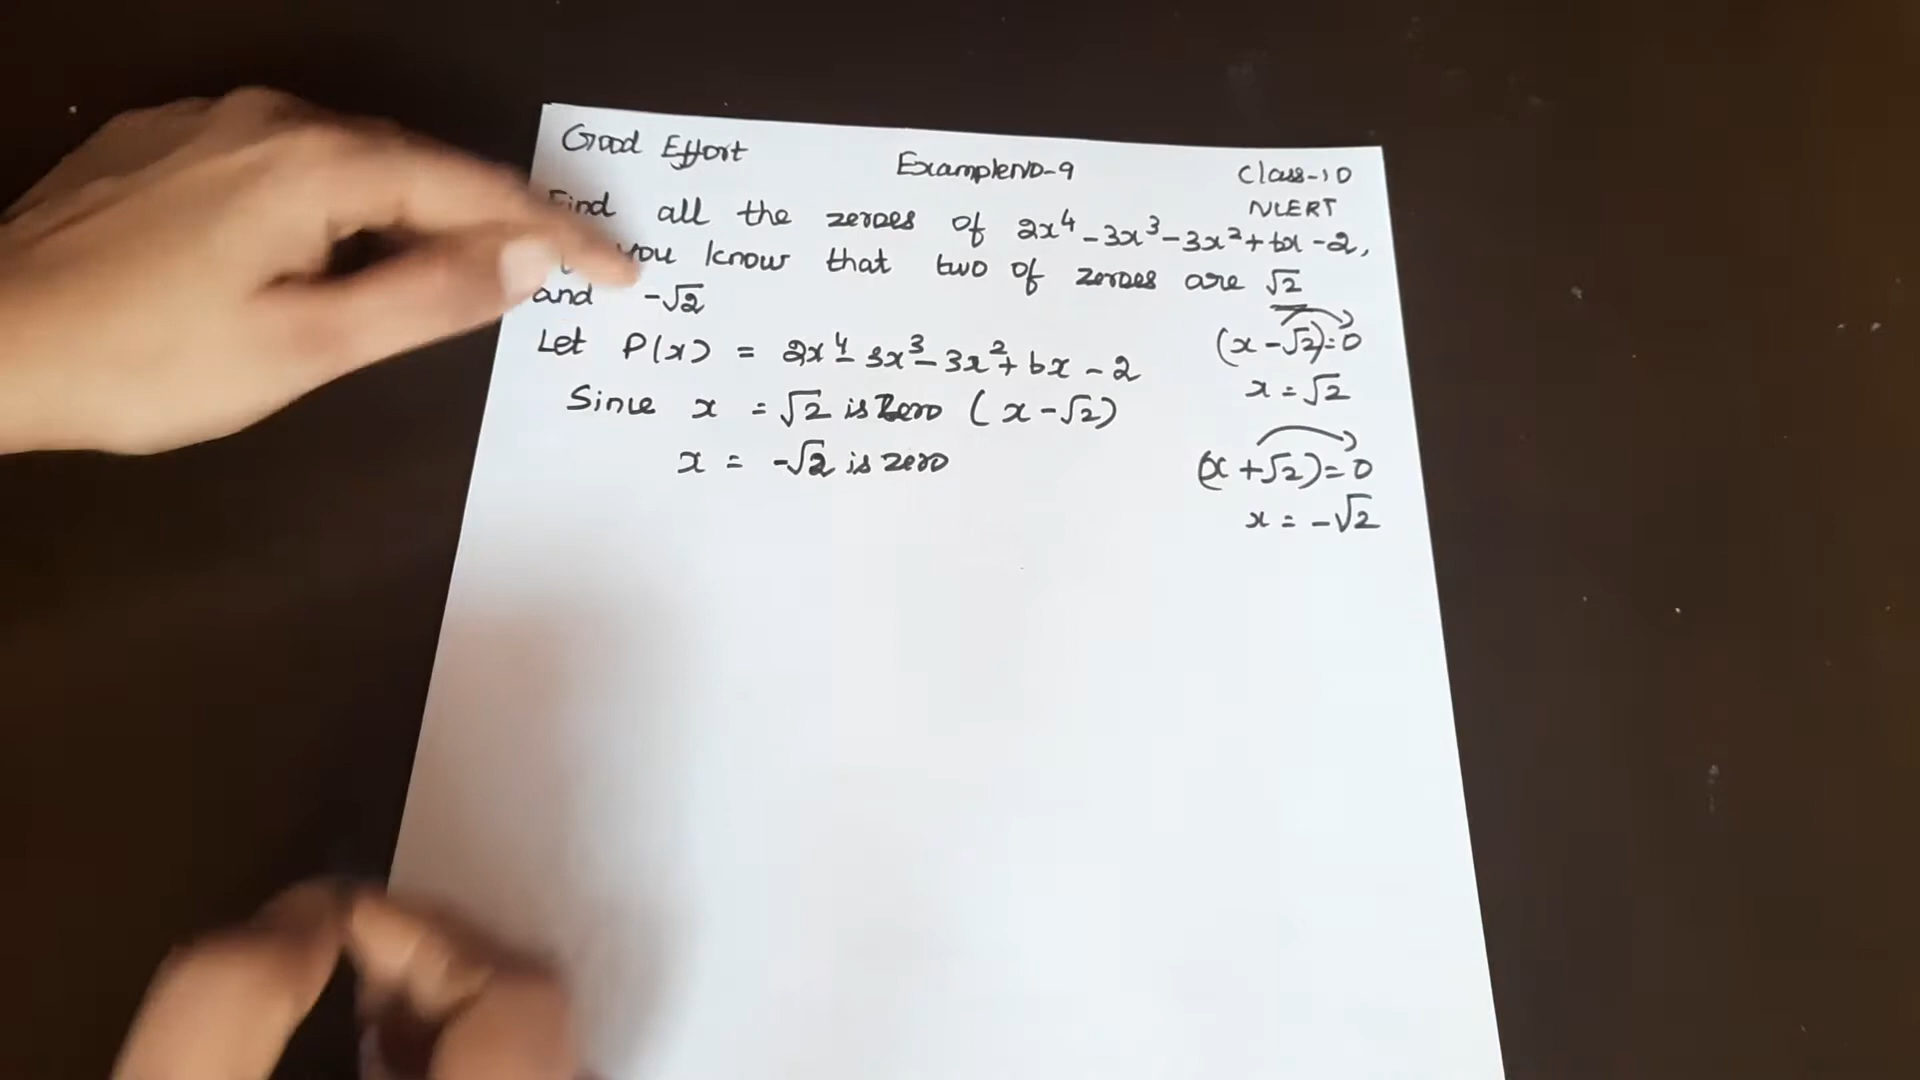 Good Effort
ExampleNO-9
Class-10
NCERT
Find all the zeroes of 2x⁴-3x³-3x²+6x-2,
you know that two of zeroes are √2
and -√2
Let P(x) = 2x⁴-3x³-3x²+6x-2
Since x = √2 is Zero (x-√2)
x = -√2 is zero
(x-√2)=0
x = √2
(x+√2)=0
x = -√2